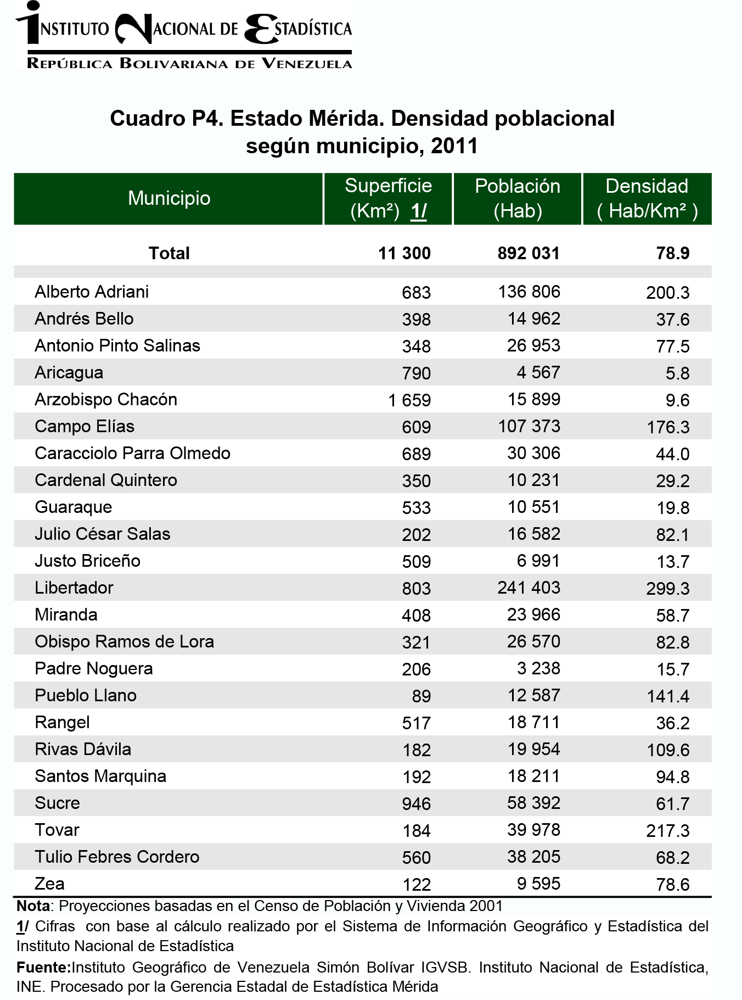 INSTITUTO NACIONAL DE ESTADÍSTICA
REPÚBLICA BOLIVARIANA DE VENEZUELA
Cuadro P4. Estado Mérida. Densidad poblacional
según municipio, 2011
Municipio Superficie (Km²) 1/ Población (Hab) Densidad ( Hab/Km² )
Total 11 300 892 031 78.9
Alberto Adriani 683 136 806 200.3
Andrés Bello 398 14 962 37.6
Antonio Pinto Salinas 348 26 953 77.5
Aricagua 790 4 567 5.8
Arzobispo Chacón 1 659 15 899 9.6
Campo Elías 609 107 373 176.3
Caracciolo Parra Olmedo 689 30 306 44.0
Cardenal Quintero 350 10 231 29.2
Guaraque 533 10 551 19.8
Julio César Salas 202 16 582 82.1
Justo Briceño 509 6 991 13.7
Libertador 803 241 403 299.3
Miranda 408 23 966 58.7
Obispo Ramos de Lora 321 26 570 82.8
Padre Noguera 206 3 238 15.7
Pueblo Llano 89 12 587 141.4
Rangel 517 18 711 36.2
Rivas Dávila 182 19 954 109.6
Santos Marquina 192 18 211 94.8
Sucre 946 58 392 61.7
Tovar 184 39 978 217.3
Tulio Febres Cordero 560 38 205 68.2
Zea 122 9 595 78.6
Nota: Proyecciones basadas en el Censo de Población y Vivienda 2001
1/ Cifras con base al cálculo realizado por el Sistema de Información Geográfico y Estadística del
Instituto Nacional de Estadística
Fuente:Instituto Geográfico de Venezuela Simón Bolívar IGVSB. Instituto Nacional de Estadística,
INE. Procesado por la Gerencia Estadal de Estadística Mérida